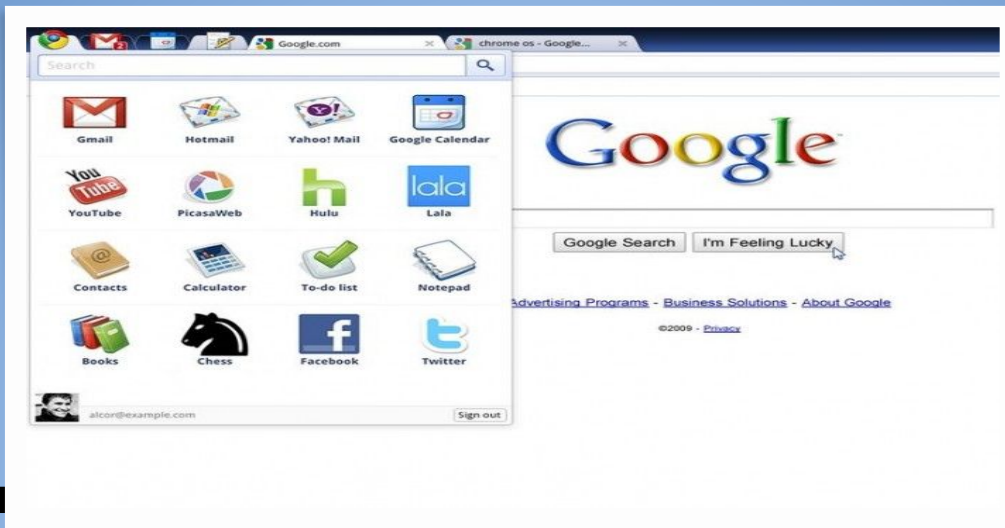 2
Google.com
chrome os - Google...
Search
Gmail
Hotmail
Yahoo! Mail
Google Calendar
You
Tube
lala
YouTube
PicasaWeb
Hulu
Lala
Contacts
Calculator
To-do list
Notepad
Books
Chess
Facebook
Twitter
alcor@example.com
Sign out
Google
Google Search
I'm Feeling Lucky
Advertising Programs - Business Solutions - About Google
©2009 - Privacy